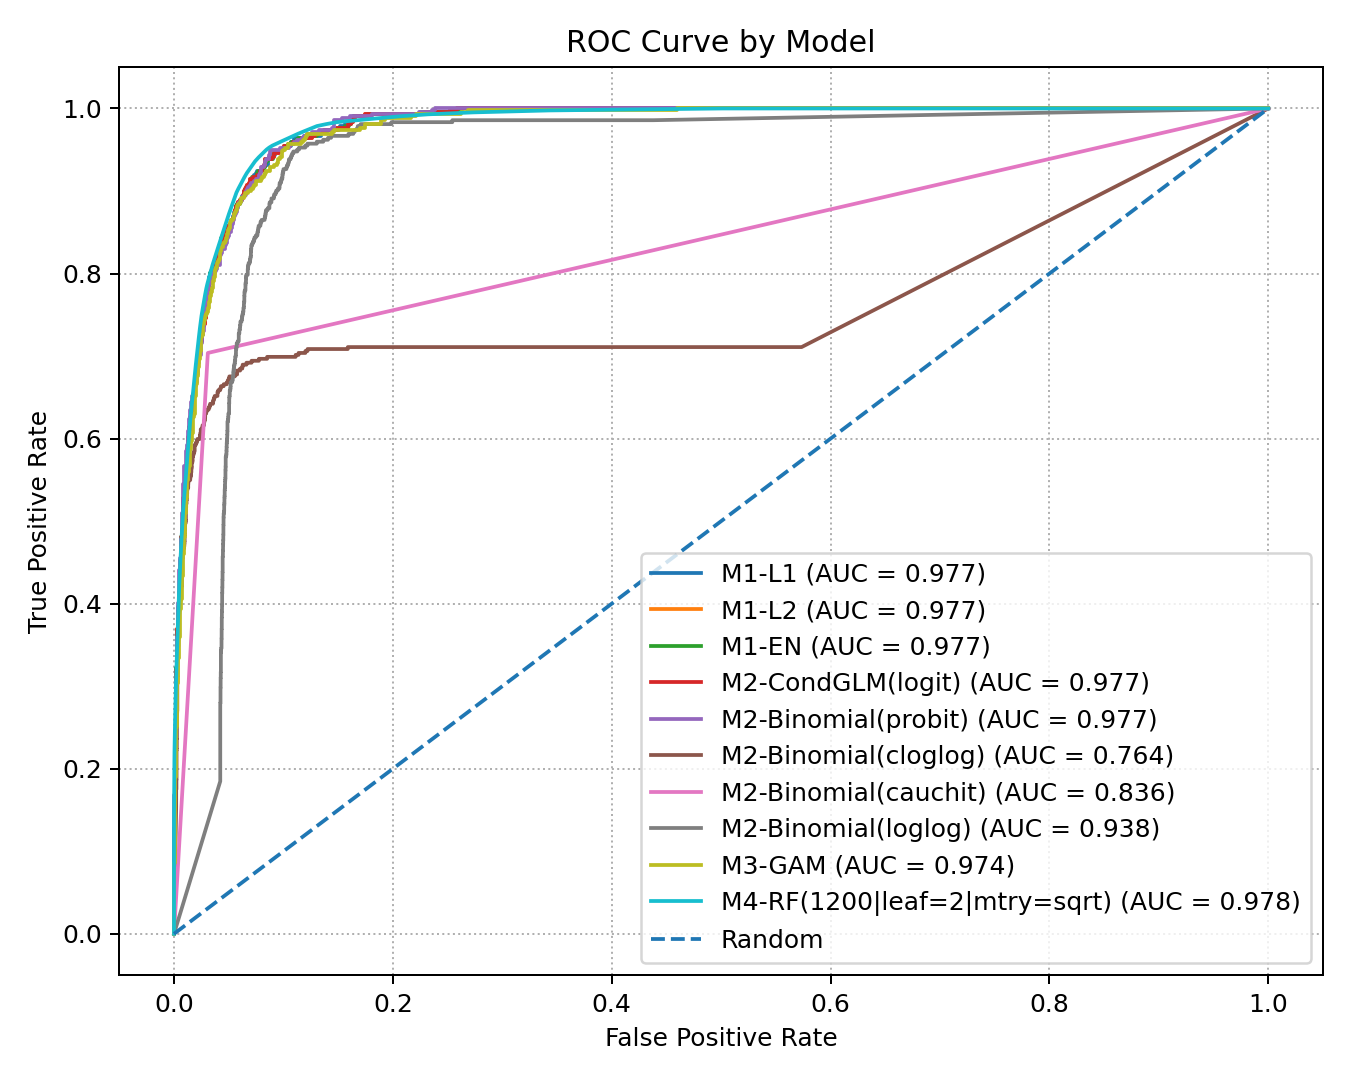 ROC Curve by Model
1.0
0.8
0.6
0.4
0.2
0.0
True Positive Rate
M1-L1 (AUC = 0.977)
M1-L2 (AUC = 0.977)
M1-EN (AUC = 0.977)
M2-CondGLM(logit) (AUC = 0.977)
M2-Binomial(probit) (AUC = 0.977)
M2-Binomial(cloglog) (AUC = 0.764)
M2-Binomial(cauchit) (AUC = 0.836)
M2-Binomial(loglog) (AUC = 0.938)
M3-GAM (AUC = 0.974)
M4-RF(1200|leaf=2|mtry=sqrt) (AUC = 0.978)
Random
0.0 0.2 0.4 0.6 0.8 1.0
False Positive Rate